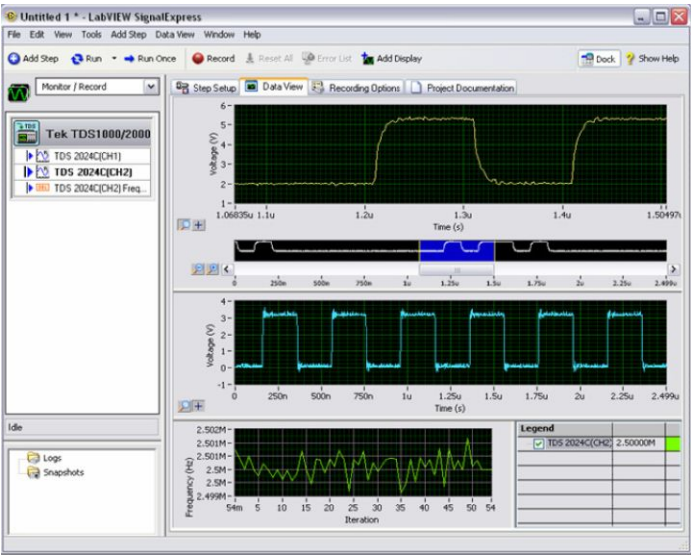 Untitled 1 * - LabVIEW SignalExpress
File Edit View Tools Add Step Data View Window Help
Add Step Run Run Once Record Reset All Error List Add Display Dock Show Help
Monitor / Record
Step Setup Data View Recording Options Project Documentation
TDS
Tek TDS1000/2000
TDS 2024C(CH1)
TDS 2024C(CH2)
TDS 2024C(CH2) Freq...
Voltage (V)
6
5
4
3
2
1
1.06835u 1.1u 1.2u 1.3u 1.4u 1.50497
Time (s)
0 250n 500n 750n 1u 1.25u 1.5u 1.75u 2u 2.25u 2.499u
Voltage (V)
4
3
2
1
0
-1
0 250n 500n 750n 1u 1.25u 1.5u 1.75u 2u 2.25u 2.499u
Time (s)
Idle
Logs
Snapshots
Frequency (Hz)
2.502M
2.501M
2.501M
2.5M
2.5M
2.499M
54m 5 10 15 20 25 30 35 40 45 50 54
Iteration
Legend
TDS 2024C(CH2) 2.50000M